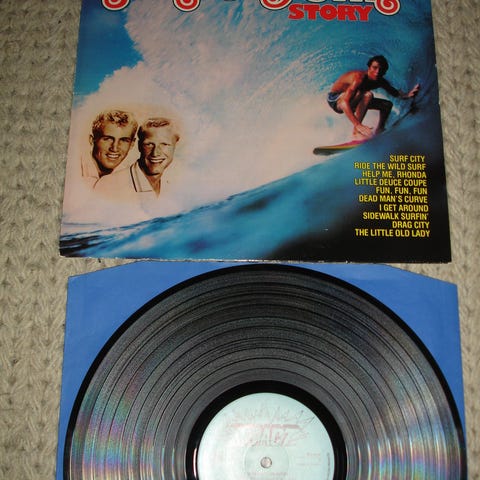 STORY
SURF CITY
RIDE THE WILD SURF
HELP ME, RHONDA
LITTLE DEUCE COUPE
FUN, FUN, FUN
DEAD MAN'S CURVE
I GET AROUND
SIDEWALK SURFIN'
DRAG CITY
THE LITTLE OLD LADY